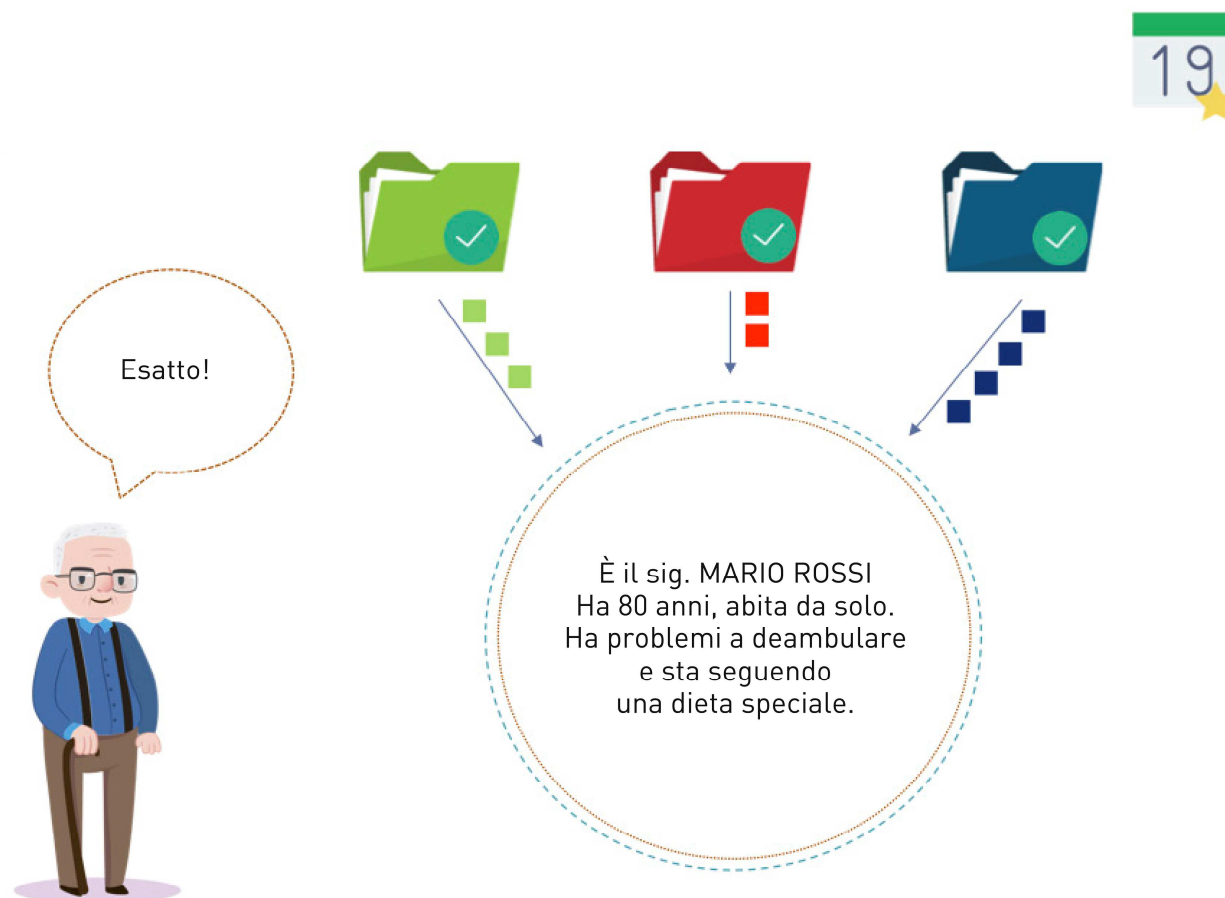 19
Esatto!
È il sig. MARIO ROSSI
Ha 80 anni, abita da solo.
Ha problemi a deambulare
e sta seguendo
una dieta speciale.